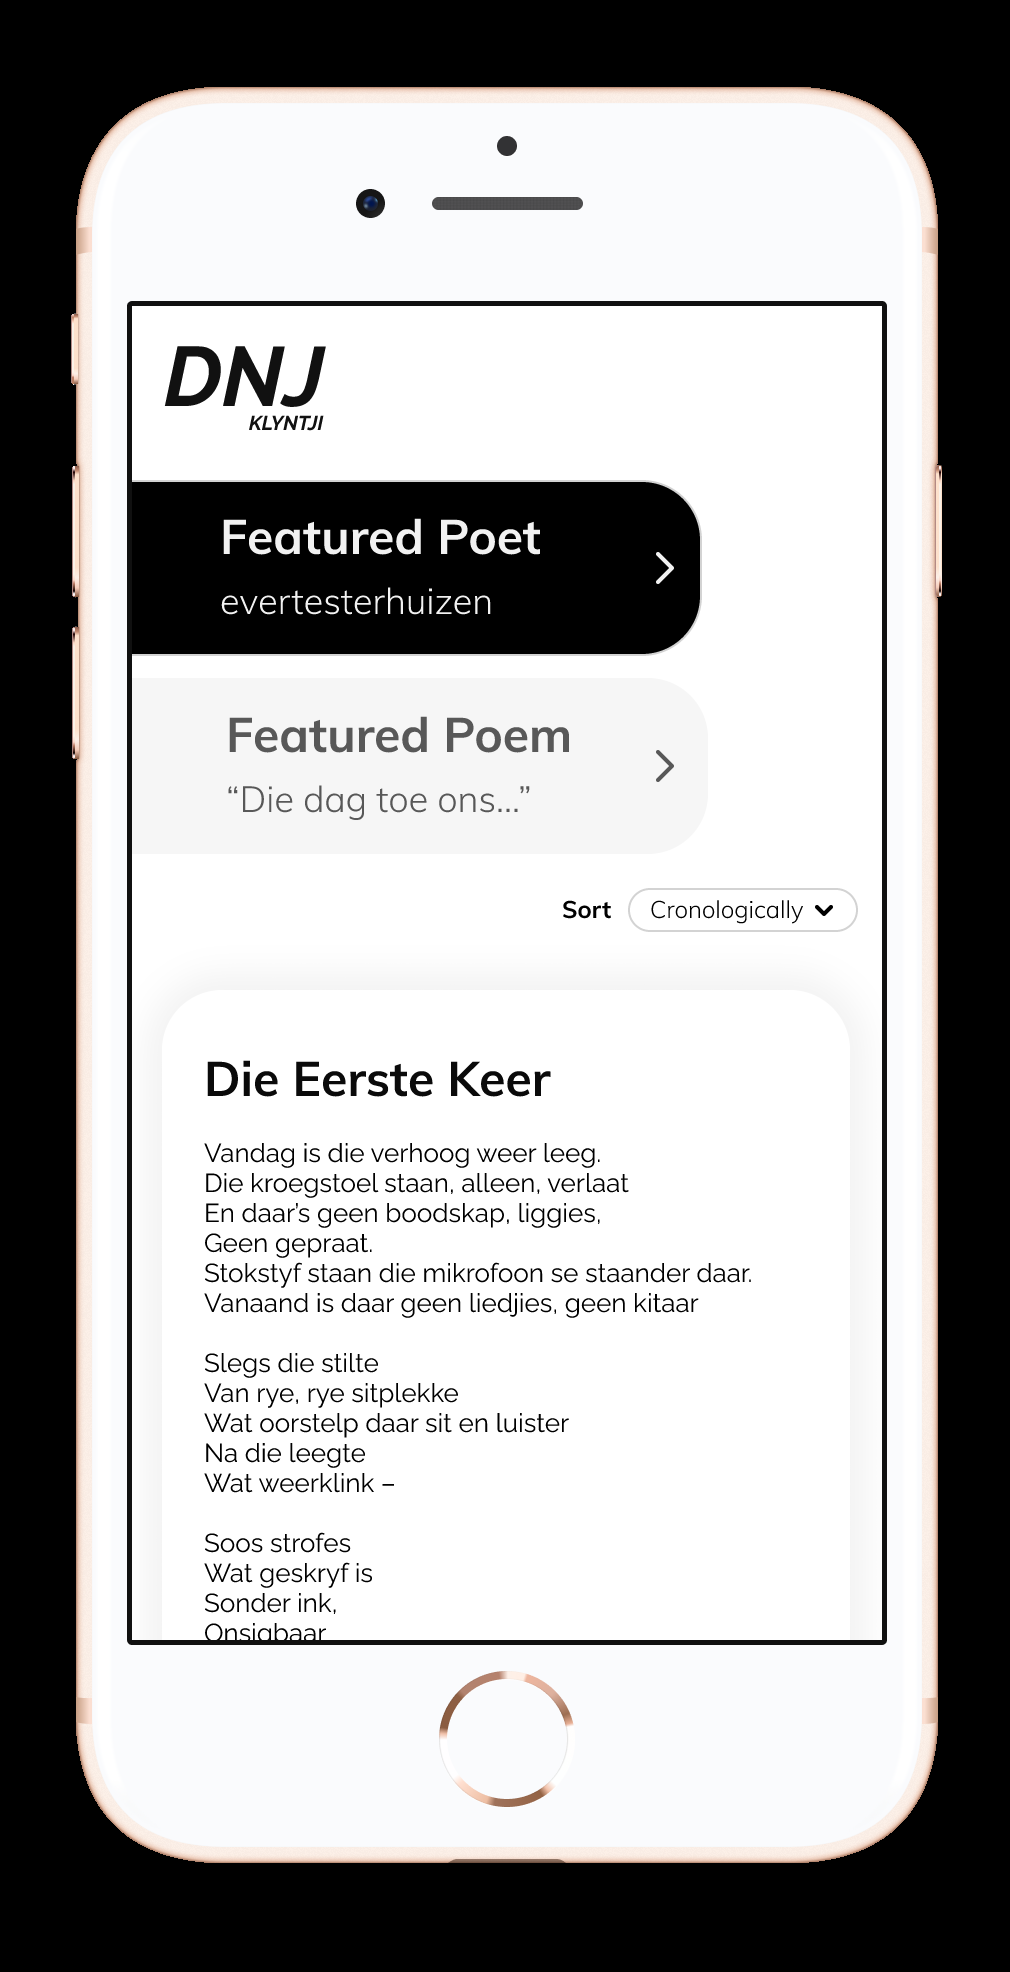 DNJ
KLYNTJI
Featured Poet
evertesterhuizen
Featured Poem
“Die dag toe ons...”
Sort Cronologically
Die Eerste Keer
Vandag is die verhoog weer leeg.
Die kroegstoel staan, alleen, verlaat
En daar’s geen boodskap, liggies,
Geen gepraat.
Stokstyf staan die mikrofoon se staander daar.
Vanaand is daar geen liedjies, geen kitaar
Slegs die stilte
Van rye, rye sitplekke
Wat oorstelp daar sit en luister
Na die leegte
Wat weerklink –
Soos strofes
Wat geskryf is
Sonder ink,
Onsigbaar